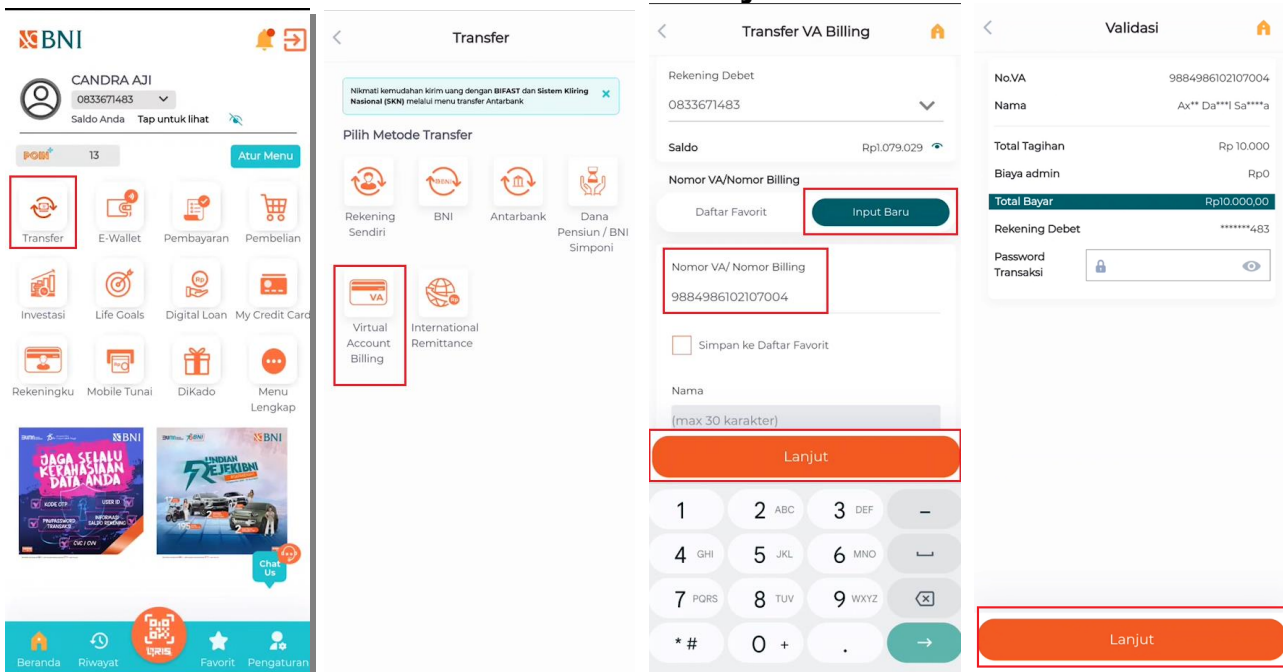 BNI
CANDRA AJI
0833671483
Saldo Anda Tap untuk lihat
POIN+ 13 Atur Menu
Transfer E-Wallet Pembayaran Pembelian
Investasi Life Goals Digital Loan My Credit Card
Rekeningku Mobile Tunai DiKado Menu
Lengkap
BNI
JAGA SELALU
KERAHASIAAN
DATA ANDA
KODE OTP
USER ID
PIN/PASSWORD
TRANSAKSI
INFORMASI
SALDO REKENING
CVC / CVV
BNI
UNDIAN
REJEKI BNI
Chat
Us
Beranda Riwayat QRIS Favorit Pengaturan
Transfer
Nikmati kemudahan kirim uang dengan BIFAST dan Sistem Kliring
Nasional (SKN) melalui menu transfer Antarbank
Pilih Metode Transfer
BNI
Rekening
Sendiri
BNI
Antarbank
Dana
Pensiun / BNI
Simponi
VA
Rp
Virtual
Account
Billing
International
Remittance
Transfer VA Billing
Rekening Debet
0833671483
Saldo Rp1.079.029
Nomor VA/Nomor Billing
Daftar Favorit Input Baru
Nomor VA/ Nomor Billing
9884986102107004
Simpan ke Daftar Favorit
Nama
(max 30 karakter)
Lanjut
1 2 ABC 3 DEF -
4 GHI 5 JKL 6 MNO
7 PQRS 8 TUV 9 WXYZ
* # 0 + .
Validasi
No.VA 9884986102107004
Nama Ax** Da***l Sa****a
Total Tagihan Rp 10.000
Biaya admin Rp0
Total Bayar Rp10.000,00
Rekening Debet *******483
Password
Transaksi
Lanjut